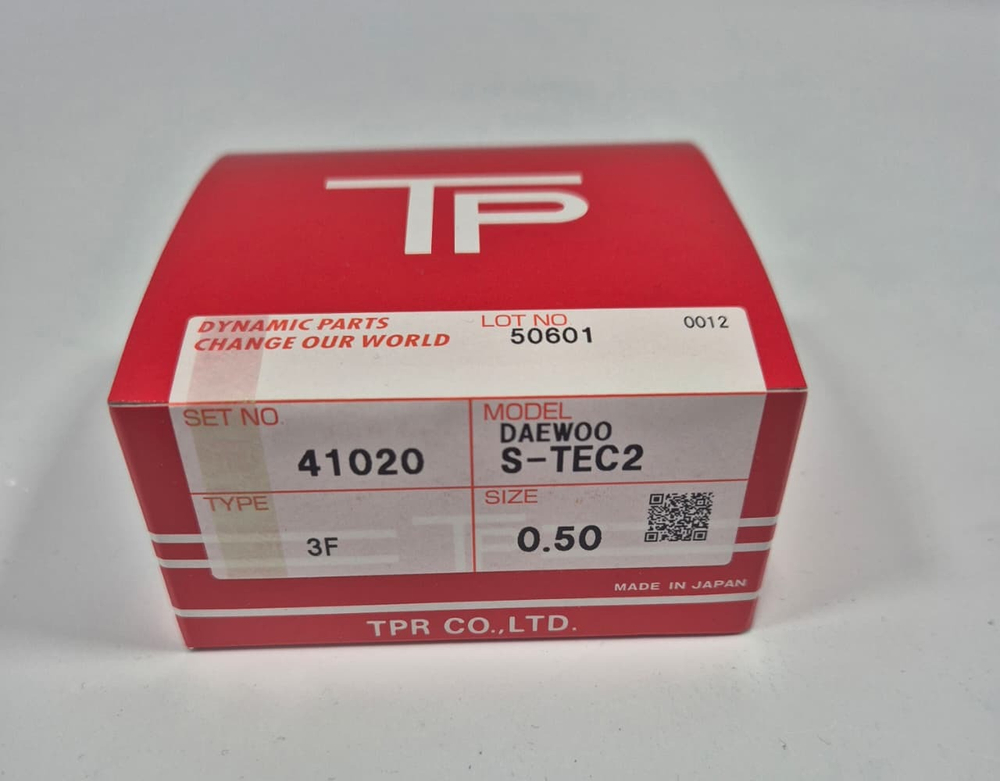 TP
DYNAMIC PARTS
CHANGE OUR WORLD
LOT NO
50601
0012
SET NO.
41020
MODEL
DAEWOO
S-TEC2
TYPE
3F
SIZE
0.50
TP
MADE IN JAPAN
TPR CO.,LTD.